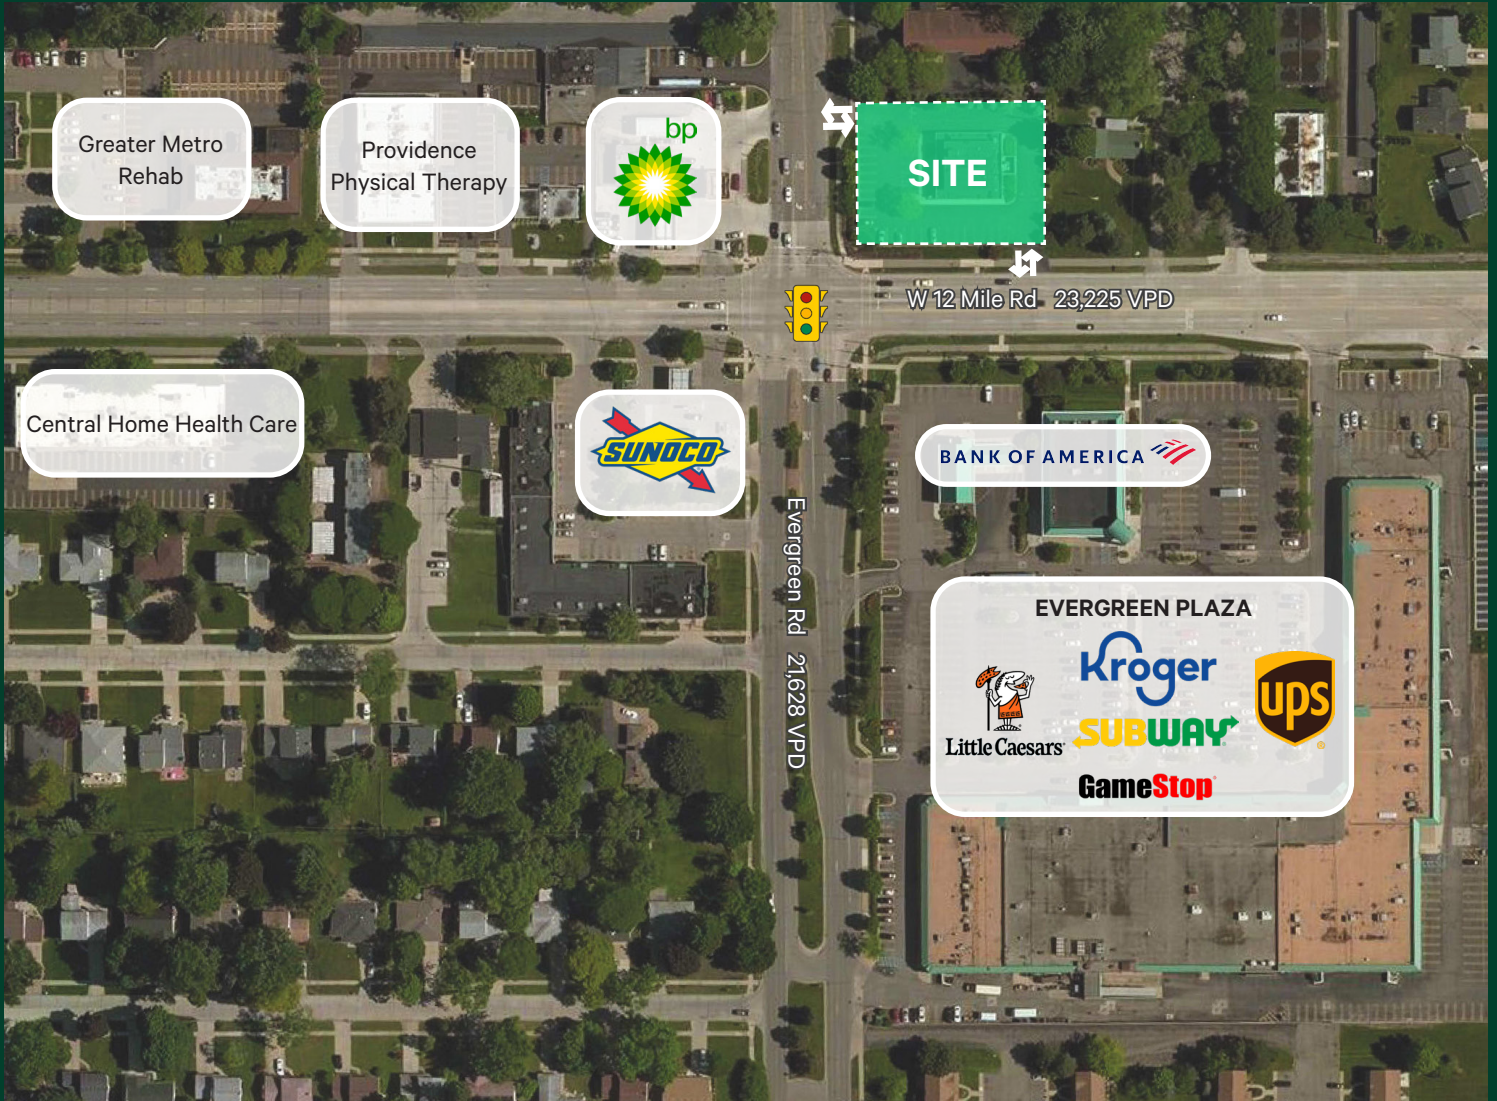 Greater Metro
Rehab
Providence
Physical Therapy
bp
SITE
W 12 Mile Rd 23,225 VPD
Central Home Health Care
SUNOCO
BANK OF AMERICA
Evergreen Rd 21,628 VPD
EVERGREEN PLAZA
Kroger
Little Caesars
SUBWAY
ups
GameStop